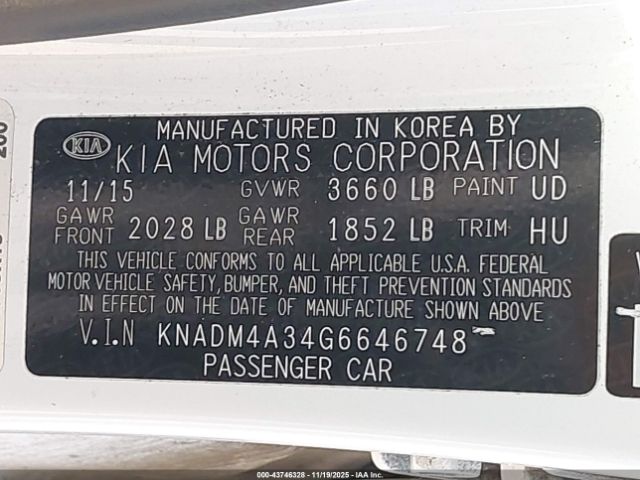 MANUFACTURED IN KOREA BY
KIA KIA MOTORS CORPORATION
11/15 GVWR 3660 LB PAINT UD
GAWR FRONT 2028 LB GAWR REAR 1852 LB TRIM HU
THIS VEHICLE CONFORMS TO ALL APPLICABLE U.S.A. FEDERAL
MOTOR VEHICLE SAFETY, BUMPER, AND THEFT PREVENTION STANDARDS
IN EFFECT ON THE DATE OF MANUFACTURE SHOWN ABOVE
V.I.N KNADM4A34G6646748
PASSENGER CAR
000-43746328 - 11/19/2025 - IAA Inc.